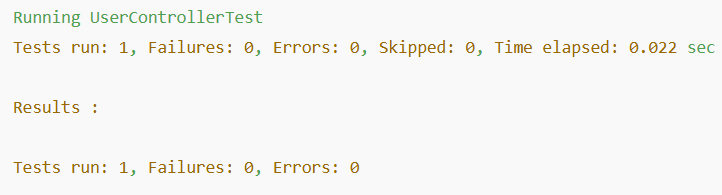 Running UserControllerTest
Tests run: 1, Failures: 0, Errors: 0, Skipped: 0, Time elapsed: 0.022 sec
Results :
Tests run: 1, Failures: 0, Errors: 0